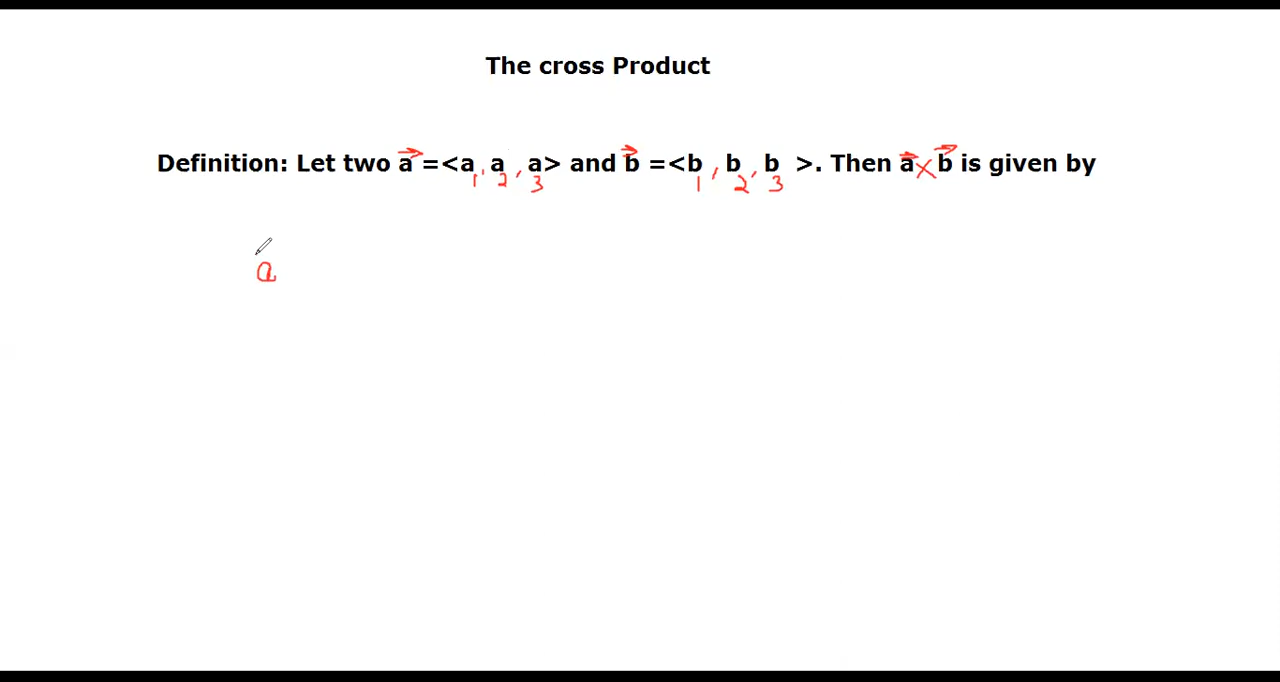 The cross Product
Definition: Let two a⃗ =<a₁, a₂, a₃> and b⃗ =<b₁, b₂, b₃ >. Then a⃗ × b⃗ is given by
a